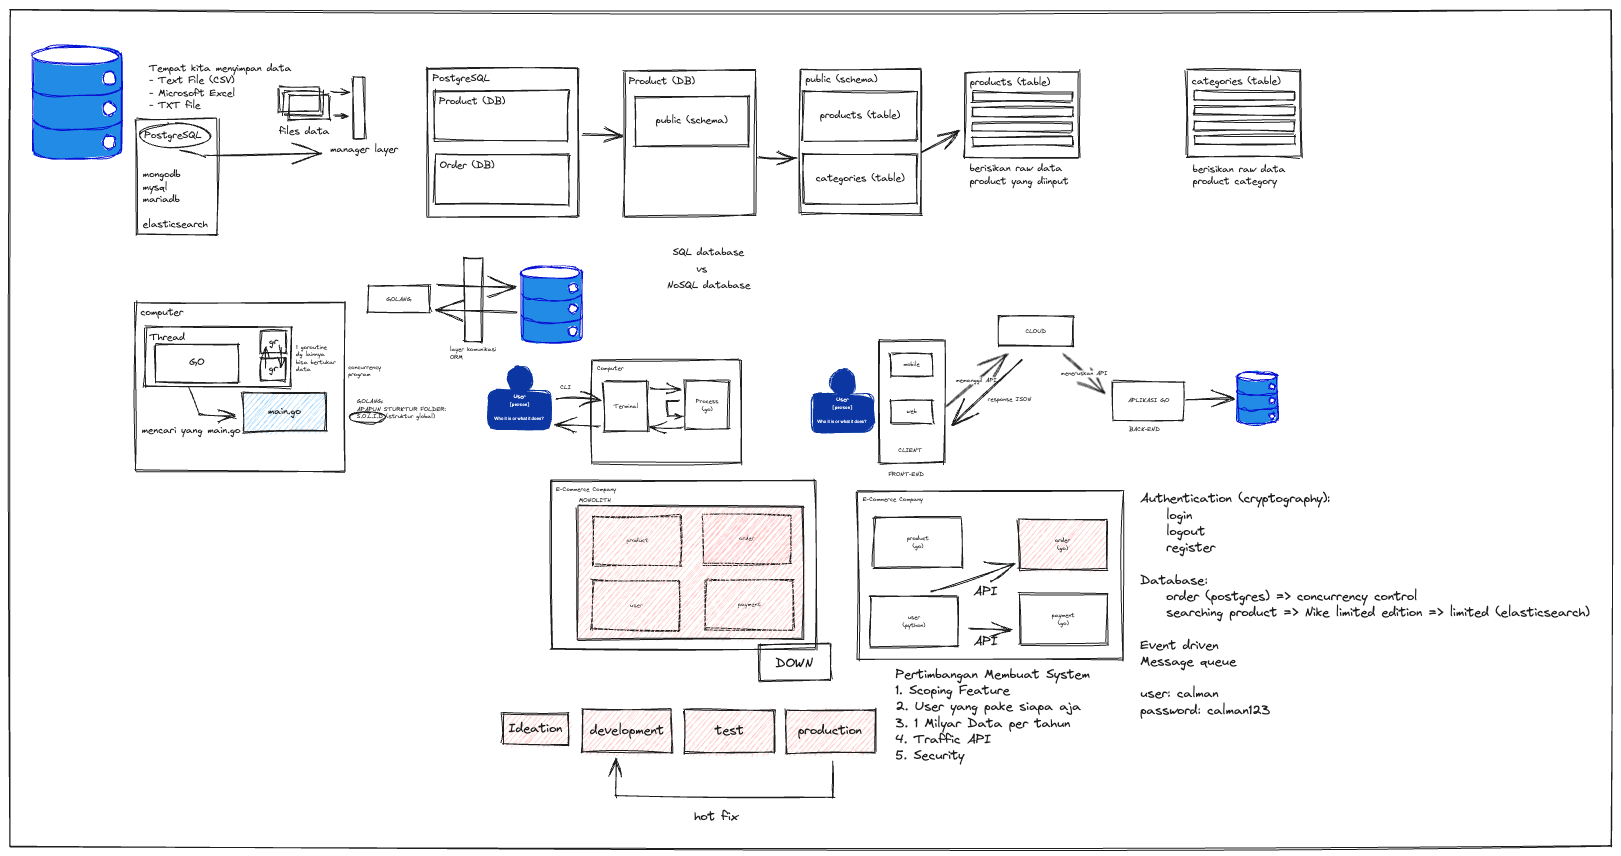 Tempat kita menyimpan data
- Text File (CSV)
- Microsoft Excel
- TXT file
files data
manager layer
PostgreSQL
mongodb
mysql
mariadb
elasticsearch
PostgreSQL
Product (DB)
Order (DB)
Product (DB)
public (schema)
public (schema)
products (table)
categories (table)
products (table)
berisikan raw data
product yang diinput
categories (table)
berisikan raw data
product category
SQL database
vs
NoSQL database
GOLANG
layer komunikasi
ORM
computer
Thread
GO
gr
gr
1 goroutine
dg lainnya
bisa bertukar
data
concurrency
program
main.go
mencari yang main.go
GOLANG:
APAPUN STURKTUR FOLDER:
S.O.L.I.D (struktur global)
User
[person]
Who it is or what it does?
CLI
Computer
Terminal
Process
(go)
User
[person]
Who it is or what it does?
mobile
web
CLIENT
FRONT-END
CLOUD
memanggil API
response JSON
meneruskan API
APLIKASI GO
BACK-END
E-Commerce Company
MONOLITH
product
order
user
payment
DOWN
E-Commerce Company
product
(go)
order
(go)
user
(python)
payment
(go)
API
API
Authentication (cryptography):
login
logout
register
Database:
order (postgres) => concurrency control
searching product => Nike limited edition => limited (elasticsearch)
Event driven
Message queue
user: calman
password: calman123
Pertimbangan Membuat System
1. Scoping Feature
2. User yang pake siapa aja
3. 1 Milyar Data per tahun
4. Traffic API
5. Security
Ideation
development
test
production
hot fix